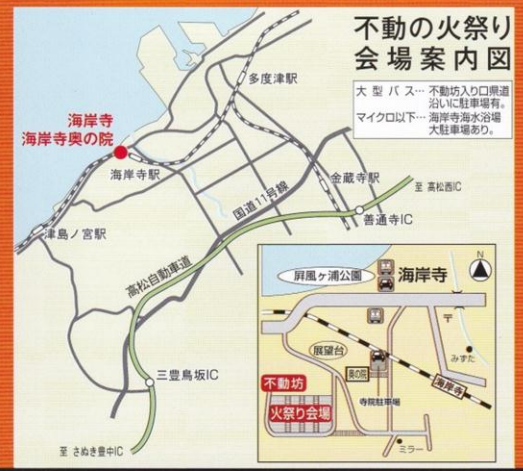 不動の火祭り
会場案内図
大型バス… 不動坊入り口県道
沿いに駐車場有。
マイクロ以下… 海岸寺海水浴場
大駐車場あり。
多度津駅
海岸寺
海岸寺奥の院
海岸寺駅
金蔵寺駅
至 高松西IC
国道11号線
善通寺IC
津島ノ宮駅
高松自動車道
三豊鳥坂IC
至 さぬき豊中IC
N
屏風ヶ浦公園
海岸寺
〒
展望台
みずた
奥の院
海岸寺
不動坊
寺院駐車場
火祭り会場
ミラー